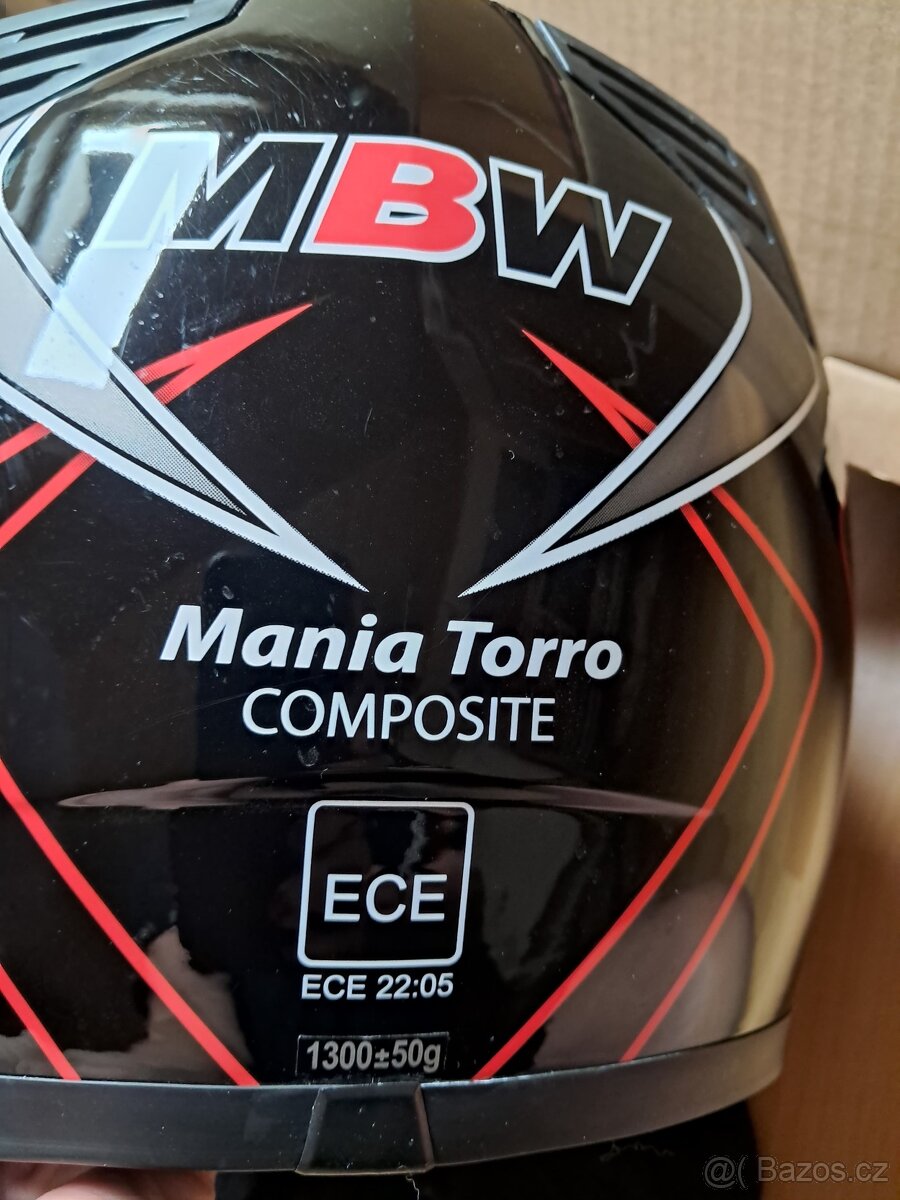 MBW
Mania Torro
COMPOSITE
ECE
ECE 22:05
1300±50g
@( Bazos.cz